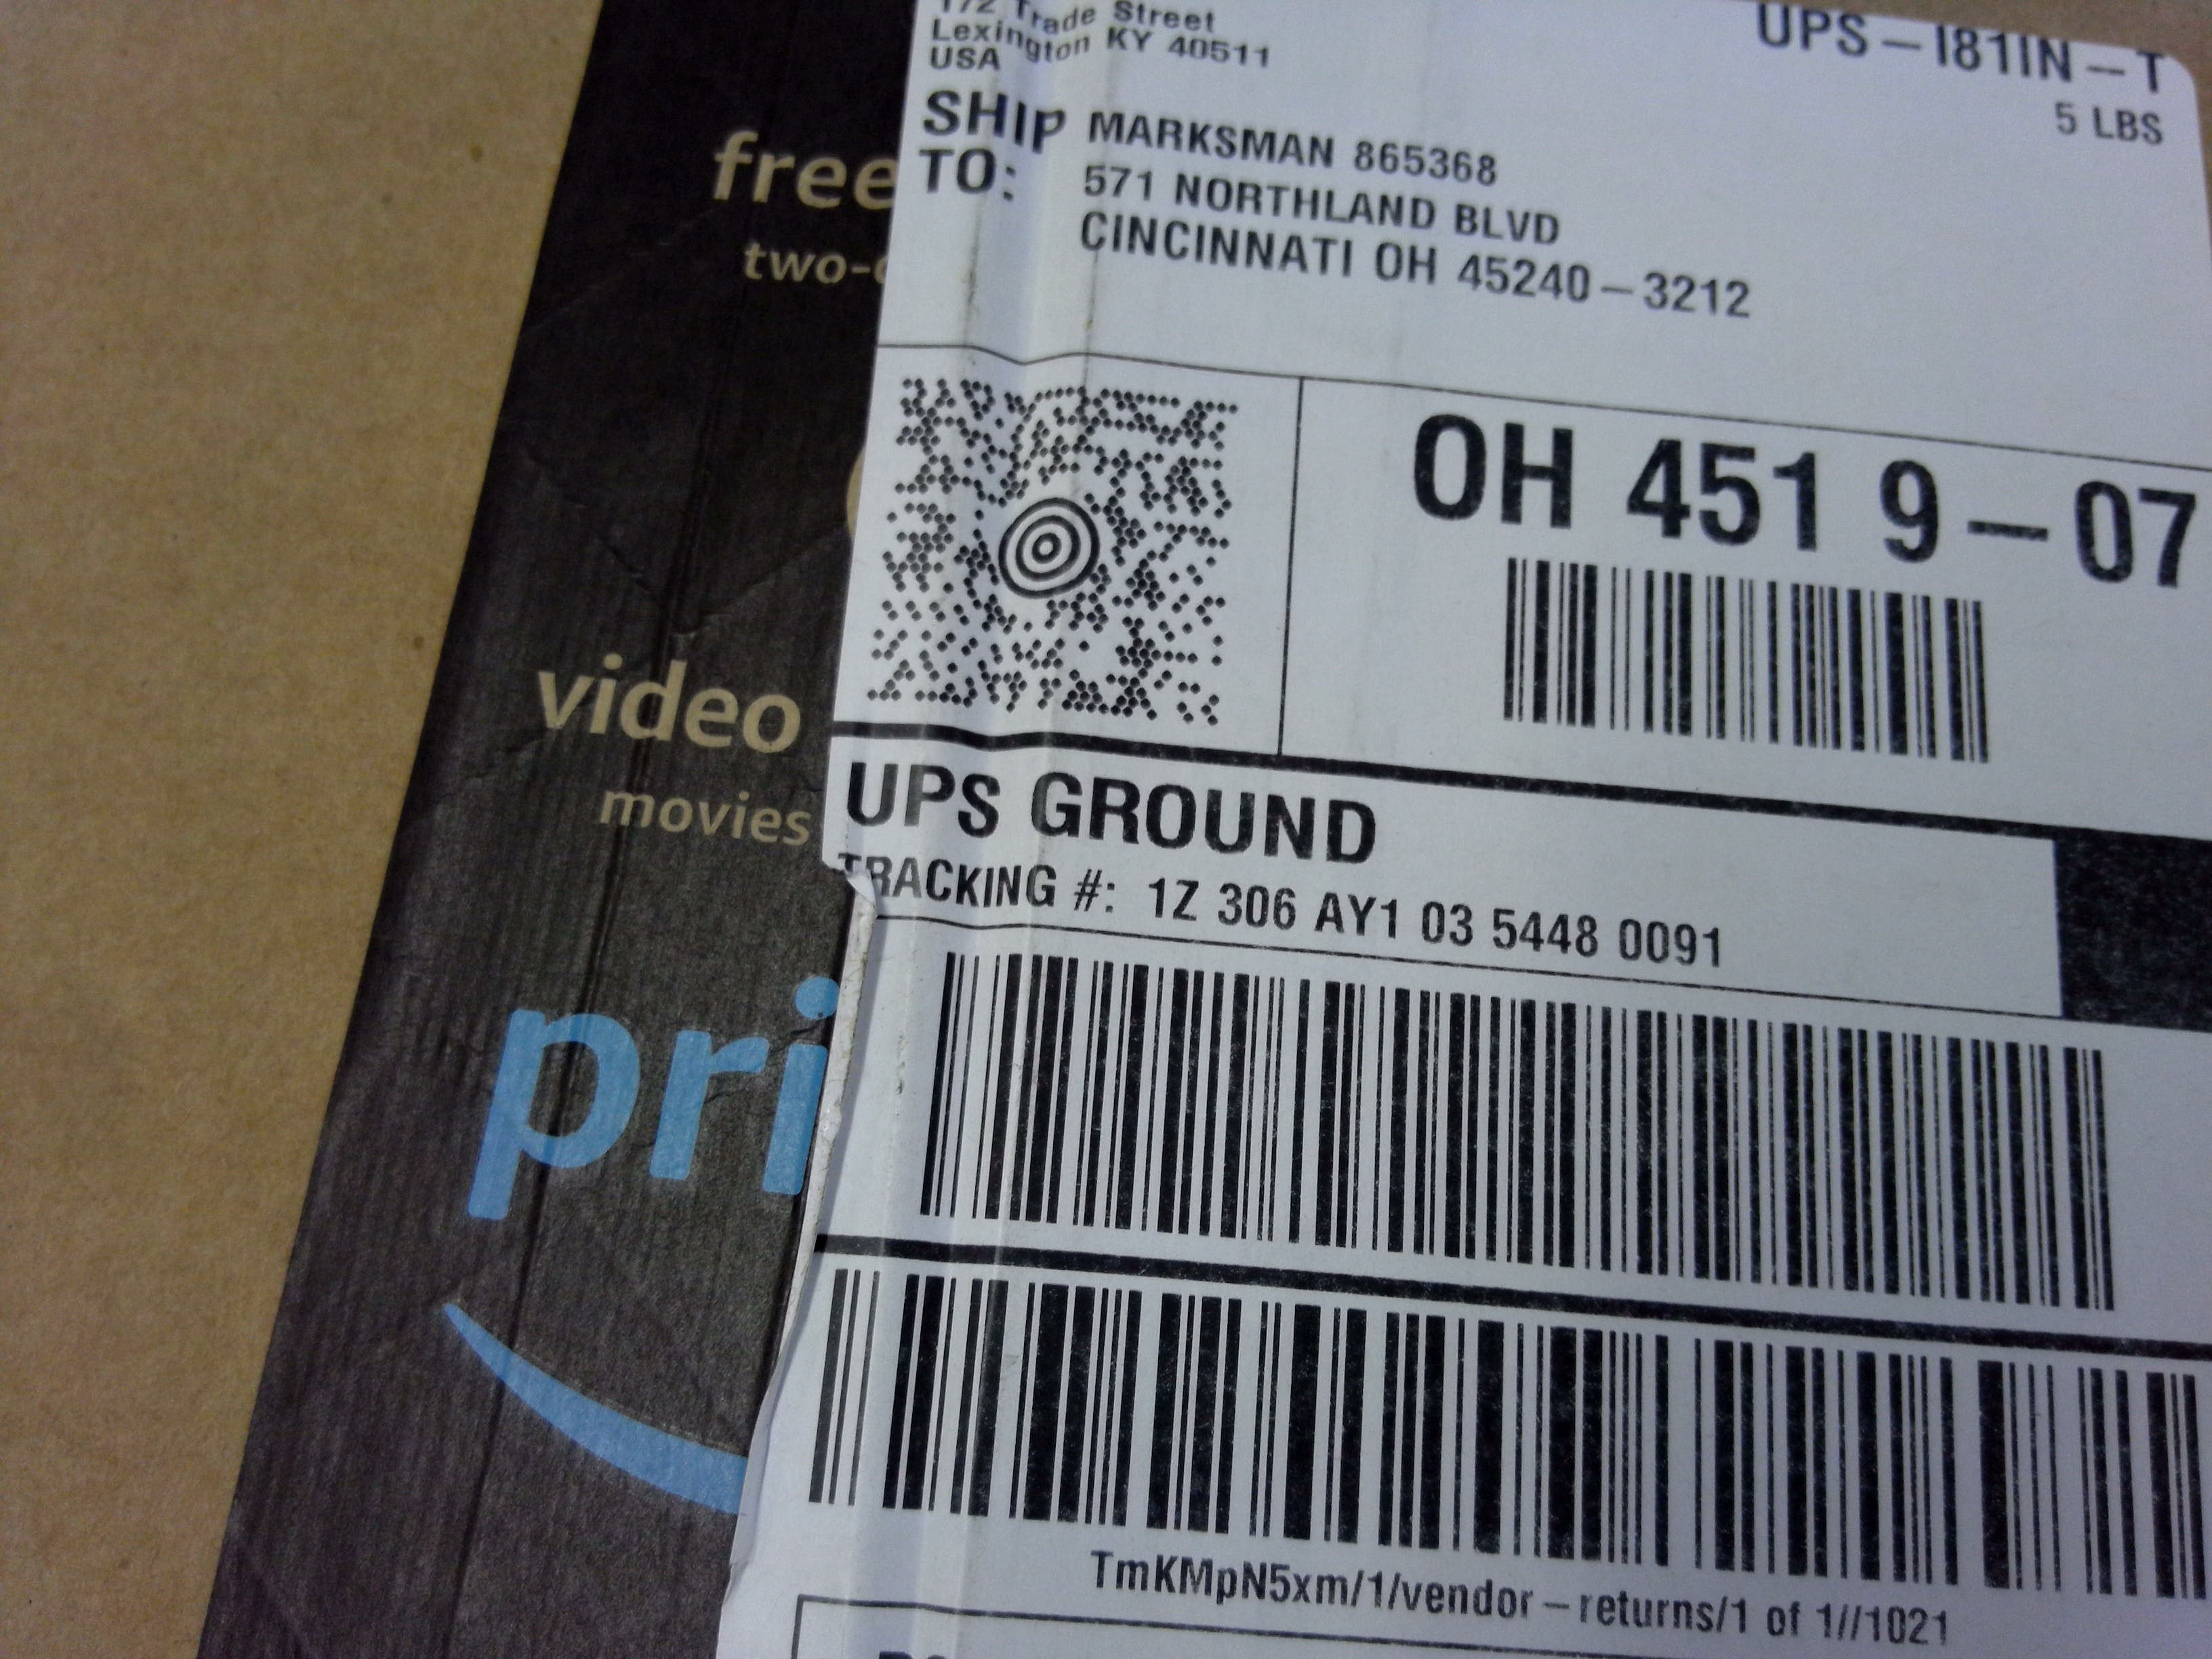 172 Trade Street
Lexington KY 40511
USA
UPS-I81IN-T
5 LBS
SHIP TO:
MARKSMAN 865368
571 NORTHLAND BLVD
CINCINNATI OH 45240-3212
OH 451 9-07
UPS GROUND
TRACKING #: 1Z 306 AY1 03 5448 0091
TmKMpN5xm/1/vendor-returns/1 of 1//1021
free
two-
video
movies
pri